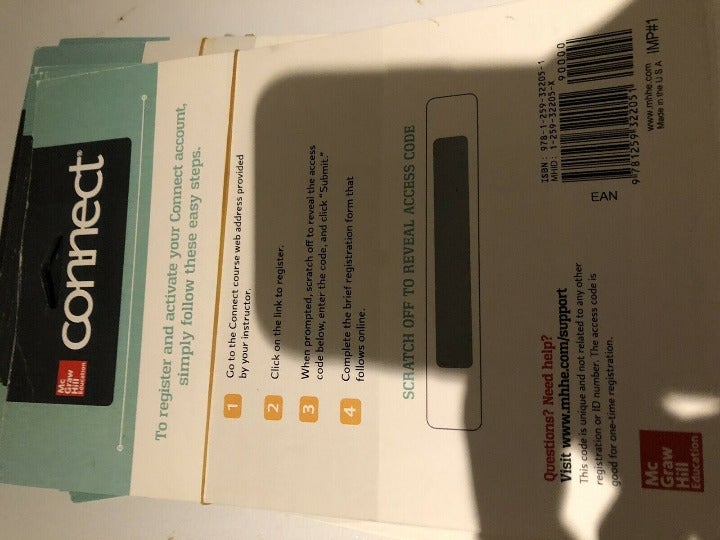 connect®
Mc
Graw
Hill
Education
To register and activate your Connect account,
simply follow these easy steps.
1 Go to the Connect course web address provided
by your instructor.
2 Click on the link to register.
3 When prompted, scratch off to reveal the access
code below, enter the code, and click "Submit."
4 Complete the brief registration form that
follows online.
SCRATCH OFF TO REVEAL ACCESS CODE
Questions? Need help?
Visit www.mhhe.com/support
This code is unique and not related to any other
registration or ID number. The access code is
good for one-time registration.
ISBN: 978-1-259-32205-1
MHID: 1-259-32205-X
90000
9 781259 322051
EAN
www.mhhe.com
Made in the USA
IMP#1
Mc
Graw
Hill
Education